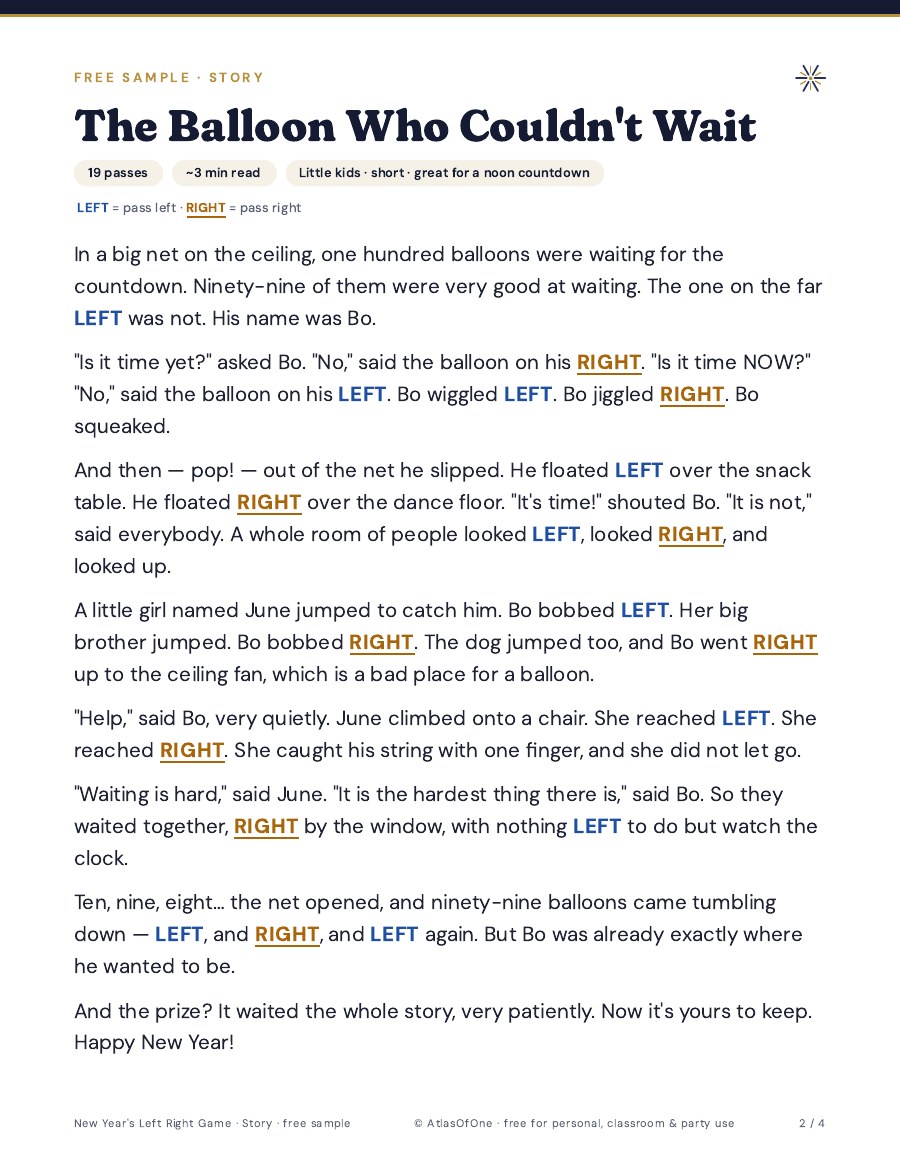 FREE SAMPLE · STORY
The Balloon Who Couldn't Wait
19 passes ~3 min read Little kids · short · great for a noon countdown
LEFT = pass left · RIGHT = pass right
In a big net on the ceiling, one hundred balloons were waiting for the
countdown. Ninety-nine of them were very good at waiting. The one on the far
LEFT was not. His name was Bo.
"Is it time yet?" asked Bo. "No," said the balloon on his RIGHT. "Is it time NOW?"
"No," said the balloon on his LEFT. Bo wiggled LEFT. Bo jiggled RIGHT. Bo
squeaked.
And then — pop! — out of the net he slipped. He floated LEFT over the snack
table. He floated RIGHT over the dance floor. "It's time!" shouted Bo. "It is not,"
said everybody. A whole room of people looked LEFT, looked RIGHT, and
looked up.
A little girl named June jumped to catch him. Bo bobbed LEFT. Her big
brother jumped. Bo bobbed RIGHT. The dog jumped too, and Bo went RIGHT
up to the ceiling fan, which is a bad place for a balloon.
"Help," said Bo, very quietly. June climbed onto a chair. She reached LEFT. She
reached RIGHT. She caught his string with one finger, and she did not let go.
"Waiting is hard," said June. "It is the hardest thing there is," said Bo. So they
waited together, RIGHT by the window, with nothing LEFT to do but watch the
clock.
Ten, nine, eight... the net opened, and ninety-nine balloons came tumbling
down — LEFT, and RIGHT, and LEFT again. But Bo was already exactly where
he wanted to be.
And the prize? It waited the whole story, very patiently. Now it's yours to keep.
Happy New Year!
New Year's Left Right Game · Story · free sample © AtlasOfOne · free for personal, classroom & party use 2 / 4